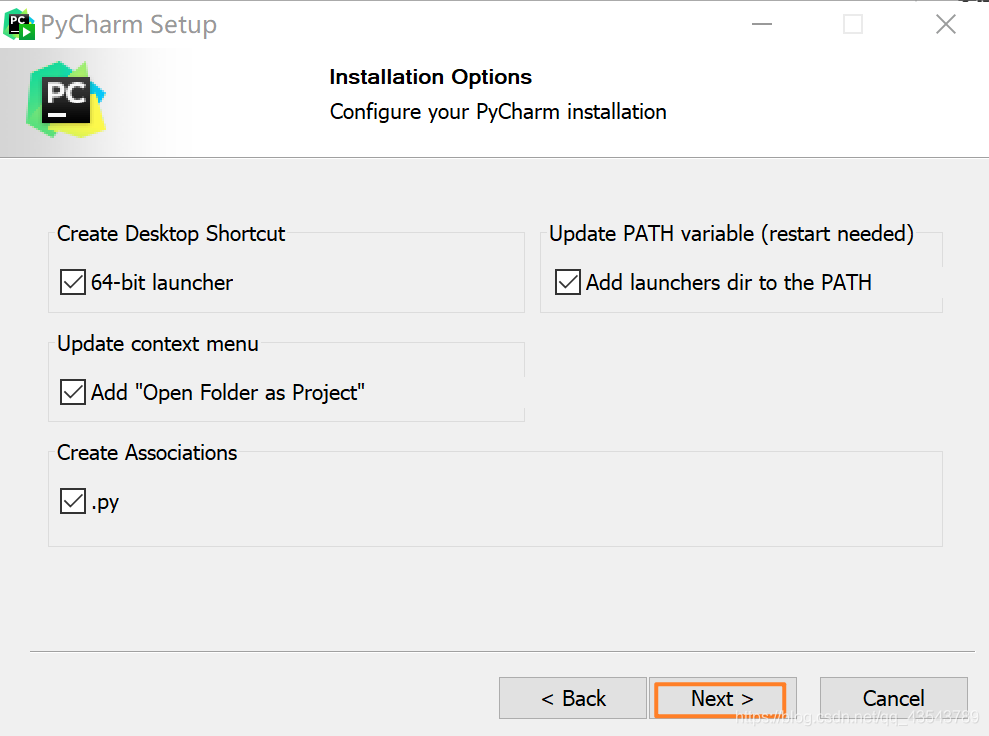 PC PyCharm Setup
PC
Installation Options
Configure your PyCharm installation
Create Desktop Shortcut
64-bit launcher
Update PATH variable (restart needed)
Add launchers dir to the PATH
Update context menu
Add "Open Folder as Project"
Create Associations
.py
< Back
Next >
Cancel
https://blog.csdn.net/qq_43543789